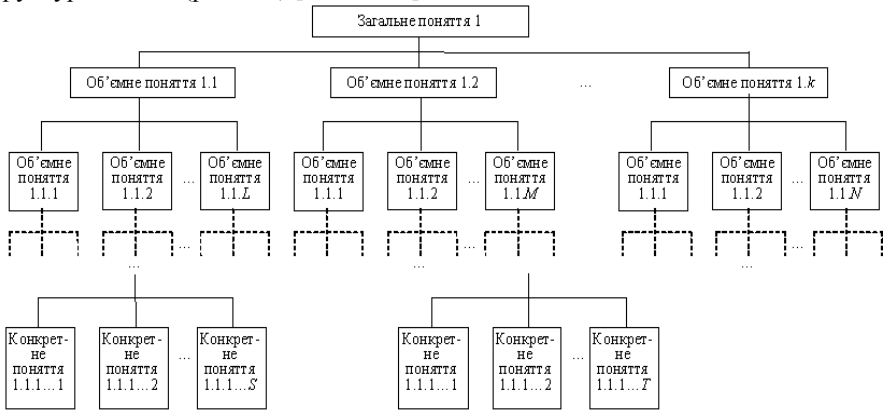 Загальне поняття 1
Об’ємне поняття 1.1
Об’ємне поняття 1.2
...
Об’ємне поняття 1.k
Об’ємне
поняття
1.1.1
Об’ємне
поняття
1.1.2
...
Об’ємне
поняття
1.1.L
Об’ємне
поняття
1.1.1
Об’ємне
поняття
1.1.2
...
Об’ємне
поняття
1.1.M
Об’ємне
поняття
1.1.1
Об’ємне
поняття
1.1.2
...
Об’ємне
поняття
1.1.N
...
...
...
...
...
...
Конкрет-
не
поняття
1.1.1...1
Конкрет-
не
поняття
1.1.1...2
...
Конкрет-
не
поняття
1.1.1...S
Конкрет-
не
поняття
1.1.1...1
Конкрет-
не
поняття
1.1.1...2
...
Конкрет-
не
поняття
1.1.1...T